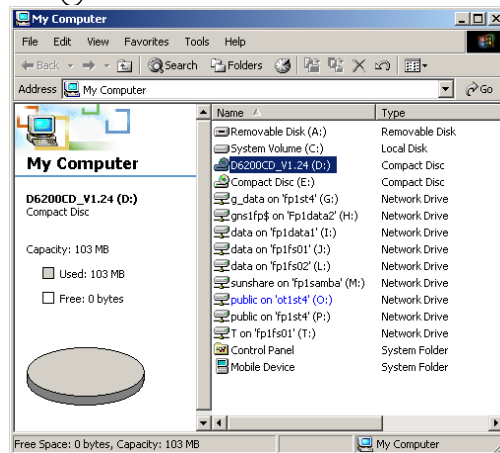 ()
My Computer
File Edit View Favorites Tools Help
Back Search Folders
Address My Computer Go
Name Type
My Computer
D6200CD_V1.24 (D:)
Compact Disc
Capacity: 103 MB
Used: 103 MB
Free: 0 bytes
Removable Disk (A:) Removable Disk
System Volume (C:) Local Disk
D6200CD_V1.24 (D:) Compact Disc
Compact Disc (E:) Compact Disc
g_data on 'fp1st4' (G:) Network Drive
gns1fp$ on 'Fp1data2' (H:) Network Drive
data on 'fp1data1' (I:) Network Drive
data on 'fp1fs01' (J:) Network Drive
data on 'fp1fs02' (L:) Network Drive
sunshare on 'fp1samba' (M:) Network Drive
public on 'ot1st4' (O:) Network Drive
public on 'fp1st4' (P:) Network Drive
T on 'fp1fs01' (T:) Network Drive
Control Panel System Folder
Mobile Device System Folder
Free Space: 0 bytes, Capacity: 103 MB My Computer